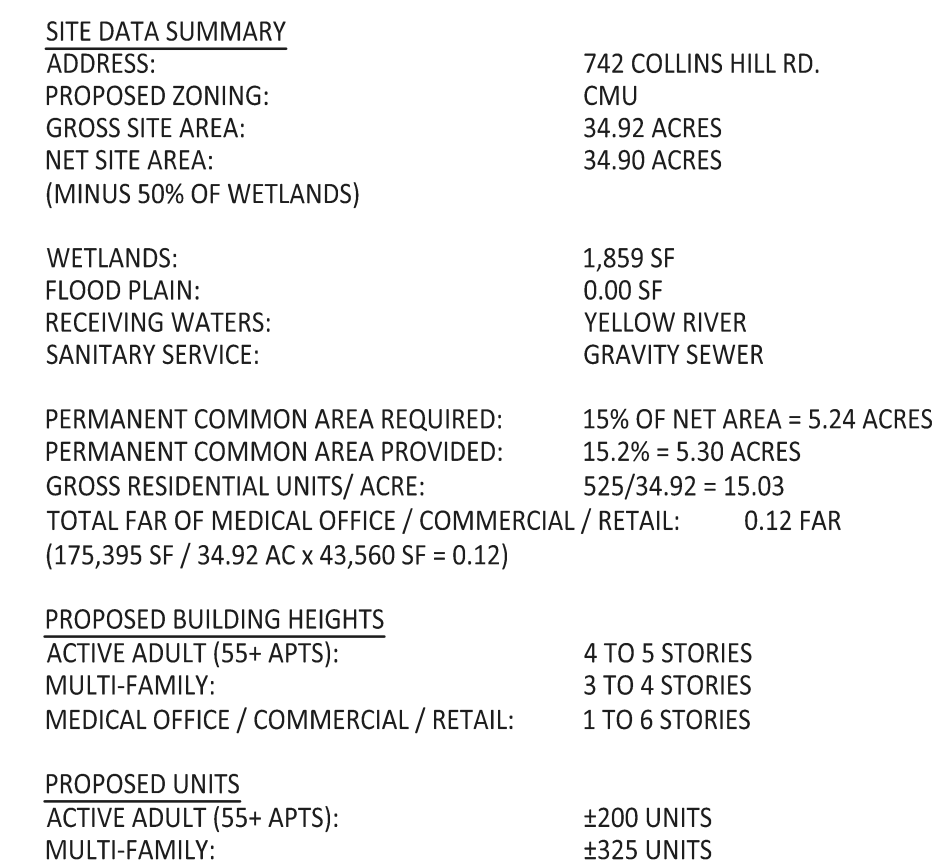 SITE DATA SUMMARY
ADDRESS: 742 COLLINS HILL RD.
PROPOSED ZONING: CMU
GROSS SITE AREA: 34.92 ACRES
NET SITE AREA: 34.90 ACRES
(MINUS 50% OF WETLANDS)
WETLANDS: 1,859 SF
FLOOD PLAIN: 0.00 SF
RECEIVING WATERS: YELLOW RIVER
SANITARY SERVICE: GRAVITY SEWER
PERMANENT COMMON AREA REQUIRED: 15% OF NET AREA = 5.24 ACRES
PERMANENT COMMON AREA PROVIDED: 15.2% = 5.30 ACRES
GROSS RESIDENTIAL UNITS/ ACRE: 525/34.92 = 15.03
TOTAL FAR OF MEDICAL OFFICE / COMMERCIAL / RETAIL: 0.12 FAR
(175,395 SF / 34.92 AC x 43,560 SF = 0.12)
PROPOSED BUILDING HEIGHTS
ACTIVE ADULT (55+ APTS): 4 TO 5 STORIES
MULTI-FAMILY: 3 TO 4 STORIES
MEDICAL OFFICE / COMMERCIAL / RETAIL: 1 TO 6 STORIES
PROPOSED UNITS
ACTIVE ADULT (55+ APTS): ±200 UNITS
MULTI-FAMILY: ±325 UNITS